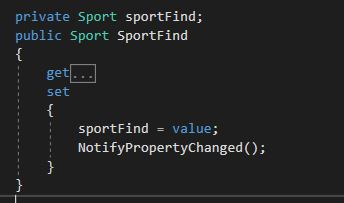 private Sport sportFind;
public Sport SportFind
{
get...
set
{
sportFind = value;
NotifyPropertyChanged();
}
}